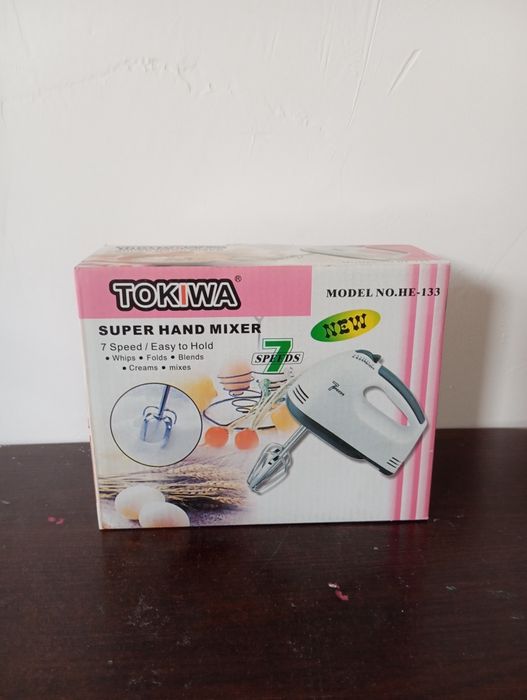 TOKIWA®
MODEL NO.HE-133
SUPER HAND MIXER
NEW
7 Speed / Easy to Hold
• Whips • Folds • Blends
• Creams • mixes
7
SPEEDS